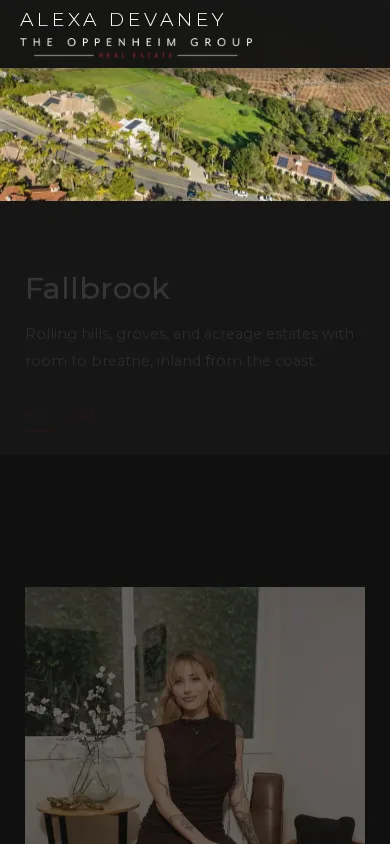 ALEXA DEVANEY
THE OPPENHEIM GROUP
REAL ESTATE
Fallbrook
Rolling hills, groves, and acreage estates with
room to breathe, inland from the coast.